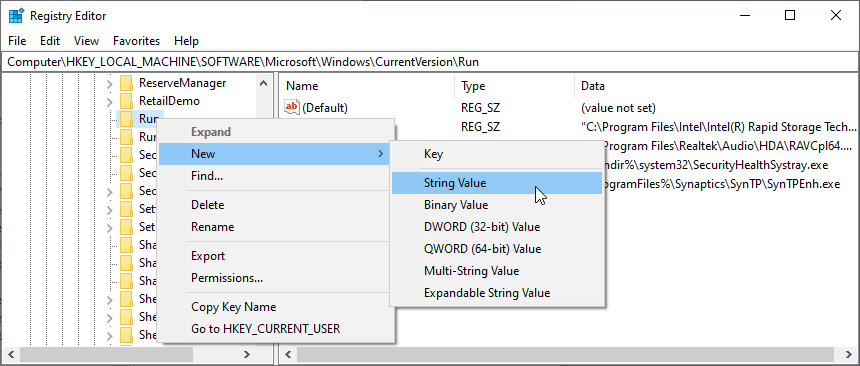 Registry Editor
File Edit View Favorites Help
Computer\HKEY_LOCAL_MACHINE\SOFTWARE\Microsoft\Windows\CurrentVersion\Run
ReserveManager
RetailDemo
Run
Run
Sec
Sec
Sec
Sec
Set
Set
Sha
Sha
Sha
She
She
She
Name Type Data
ab (Default) REG_SZ (value not set)
REG_SZ "C:\Program Files\Intel\Intel(R) Rapid Storage Tech...
Program Files\Realtek\Audio\HDA\RAVCpl64....
ndir%\system32\SecurityHealthSystray.exe
ogramFiles%\Synaptics\SynTP\SynTPEnh.exe
Expand
New
Find...
Delete
Rename
Export
Permissions...
Copy Key Name
Go to HKEY_CURRENT_USER
Key
String Value
Binary Value
DWORD (32-bit) Value
QWORD (64-bit) Value
Multi-String Value
Expandable String Value